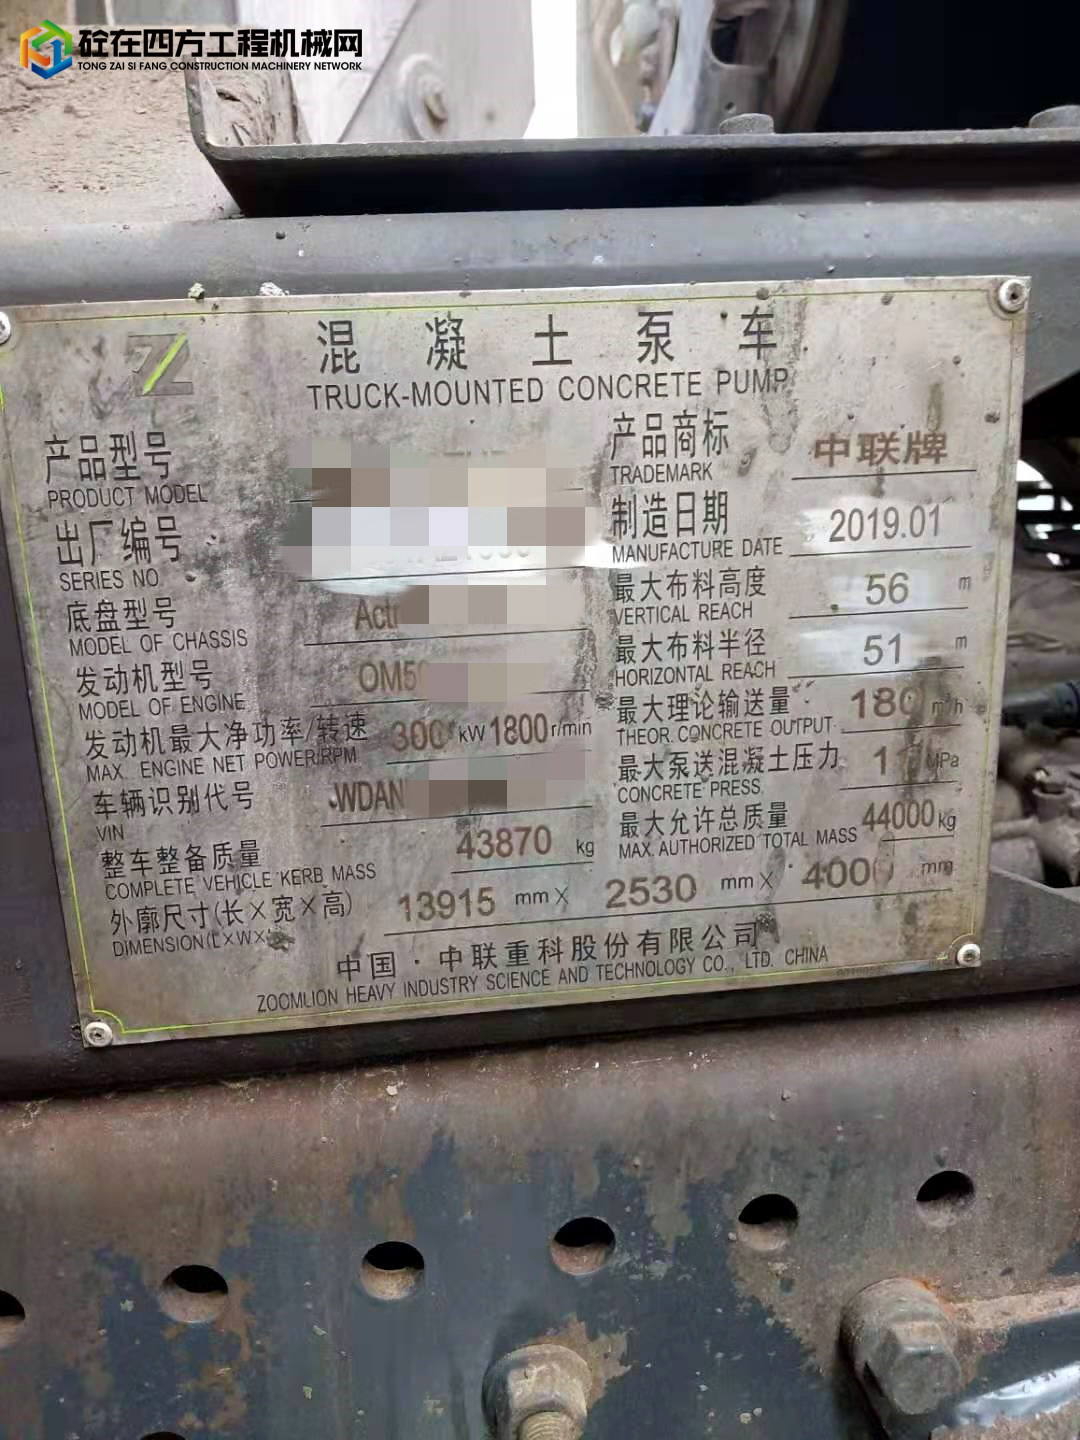 砼在四方工程机械网
TONG ZAI SI FANG CONSTRUCTION MACHINERY NETWORK
混凝土泵车
TRUCK-MOUNTED CONCRETE PUMP
产品型号
PRODUCT MODEL
产品商标 中联牌
TRADEMARK
出厂编号
SERIES NO.
制造日期 2019.01
MANUFACTURE DATE
底盘型号 Act
MODEL OF CHASSIS
最大布料高度 56 m
VERTICAL REACH
发动机型号 OM5
MODEL OF ENGINE
最大布料半径 51 m
HORIZONTAL REACH
发动机最大净功率/转速 300 kW 1800 r/min
MAX. ENGINE NET POWER/RPM
最大理论输送量 180 m³/h
THEOR. CONCRETE OUTPUT
车辆识别代号 WDAN
VIN
最大泵送混凝土压力 MPa
CONCRETE PRESS.
整车整备质量 43870 kg
COMPLETE VEHICLE KERB MASS
最大允许总质量 44000 kg
MAX. AUTHORIZED TOTAL MASS
外廓尺寸(长×宽×高) 13915 mm× 2530 mm× 4000 mm
DIMENSION(L×W×
中国·中联重科股份有限公司
ZOOMLION HEAVY INDUSTRY SCIENCE AND TECHNOLOGY CO., LTD. CHINA